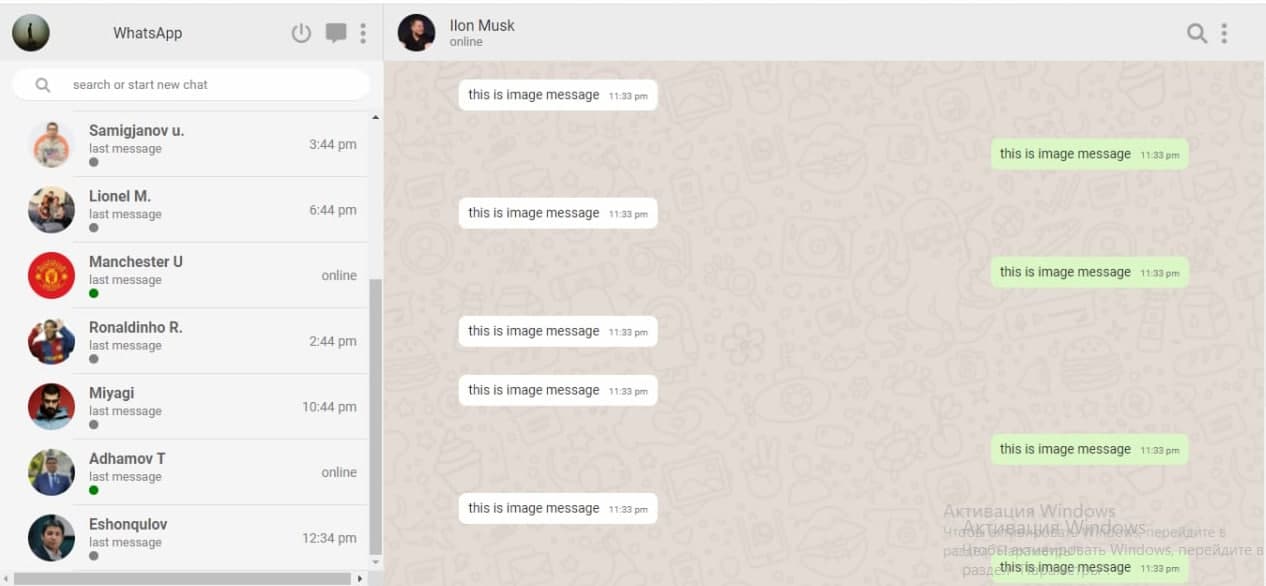 WhatsApp
search or start new chat
Samigjanov u.
last message
3:44 pm
Lionel M.
last message
6:44 pm
Manchester U
last message
online
Ronaldinho R.
last message
2:44 pm
Miyagi
last message
10:44 pm
Adhamov T
last message
online
Eshonqulov
last message
12:34 pm
Ilon Musk
online
this is image message 11:33 pm
this is image message 11:33 pm
this is image message 11:33 pm
this is image message 11:33 pm
this is image message 11:33 pm
this is image message 11:33 pm
this is image message 11:33 pm
this is image message 11:33 pm
Активация Windows
Активация Windows
Чтобы активировать Windows, перейдите в
Чтобы активировать Windows, перейдите в
раздел "Параметры".
раздел "Параметры".
this is image message 11:33 pm